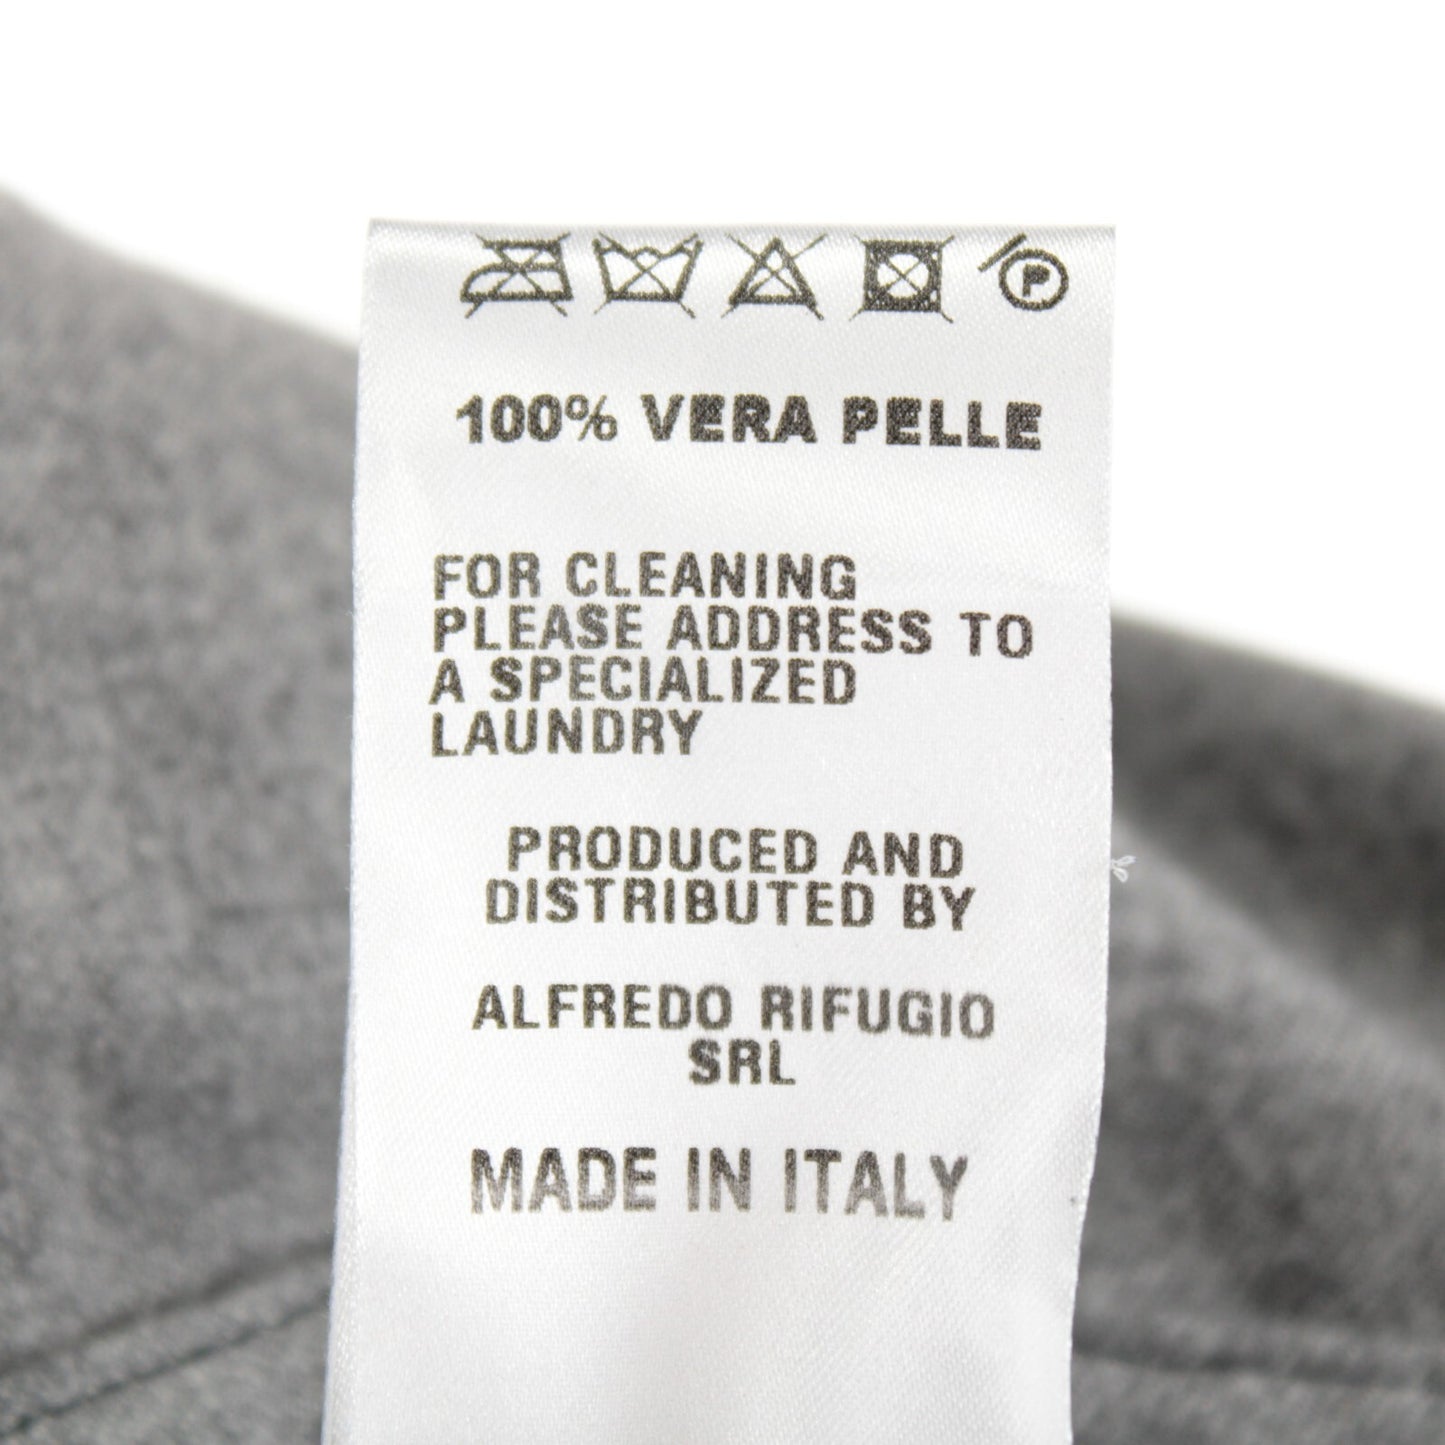 P
100% VERA PELLE
FOR CLEANING
PLEASE ADDRESS TO
A SPECIALIZED
LAUNDRY
PRODUCED AND
DISTRIBUTED BY
ALFREDO RIFUGIO
SRL
MADE IN ITALY